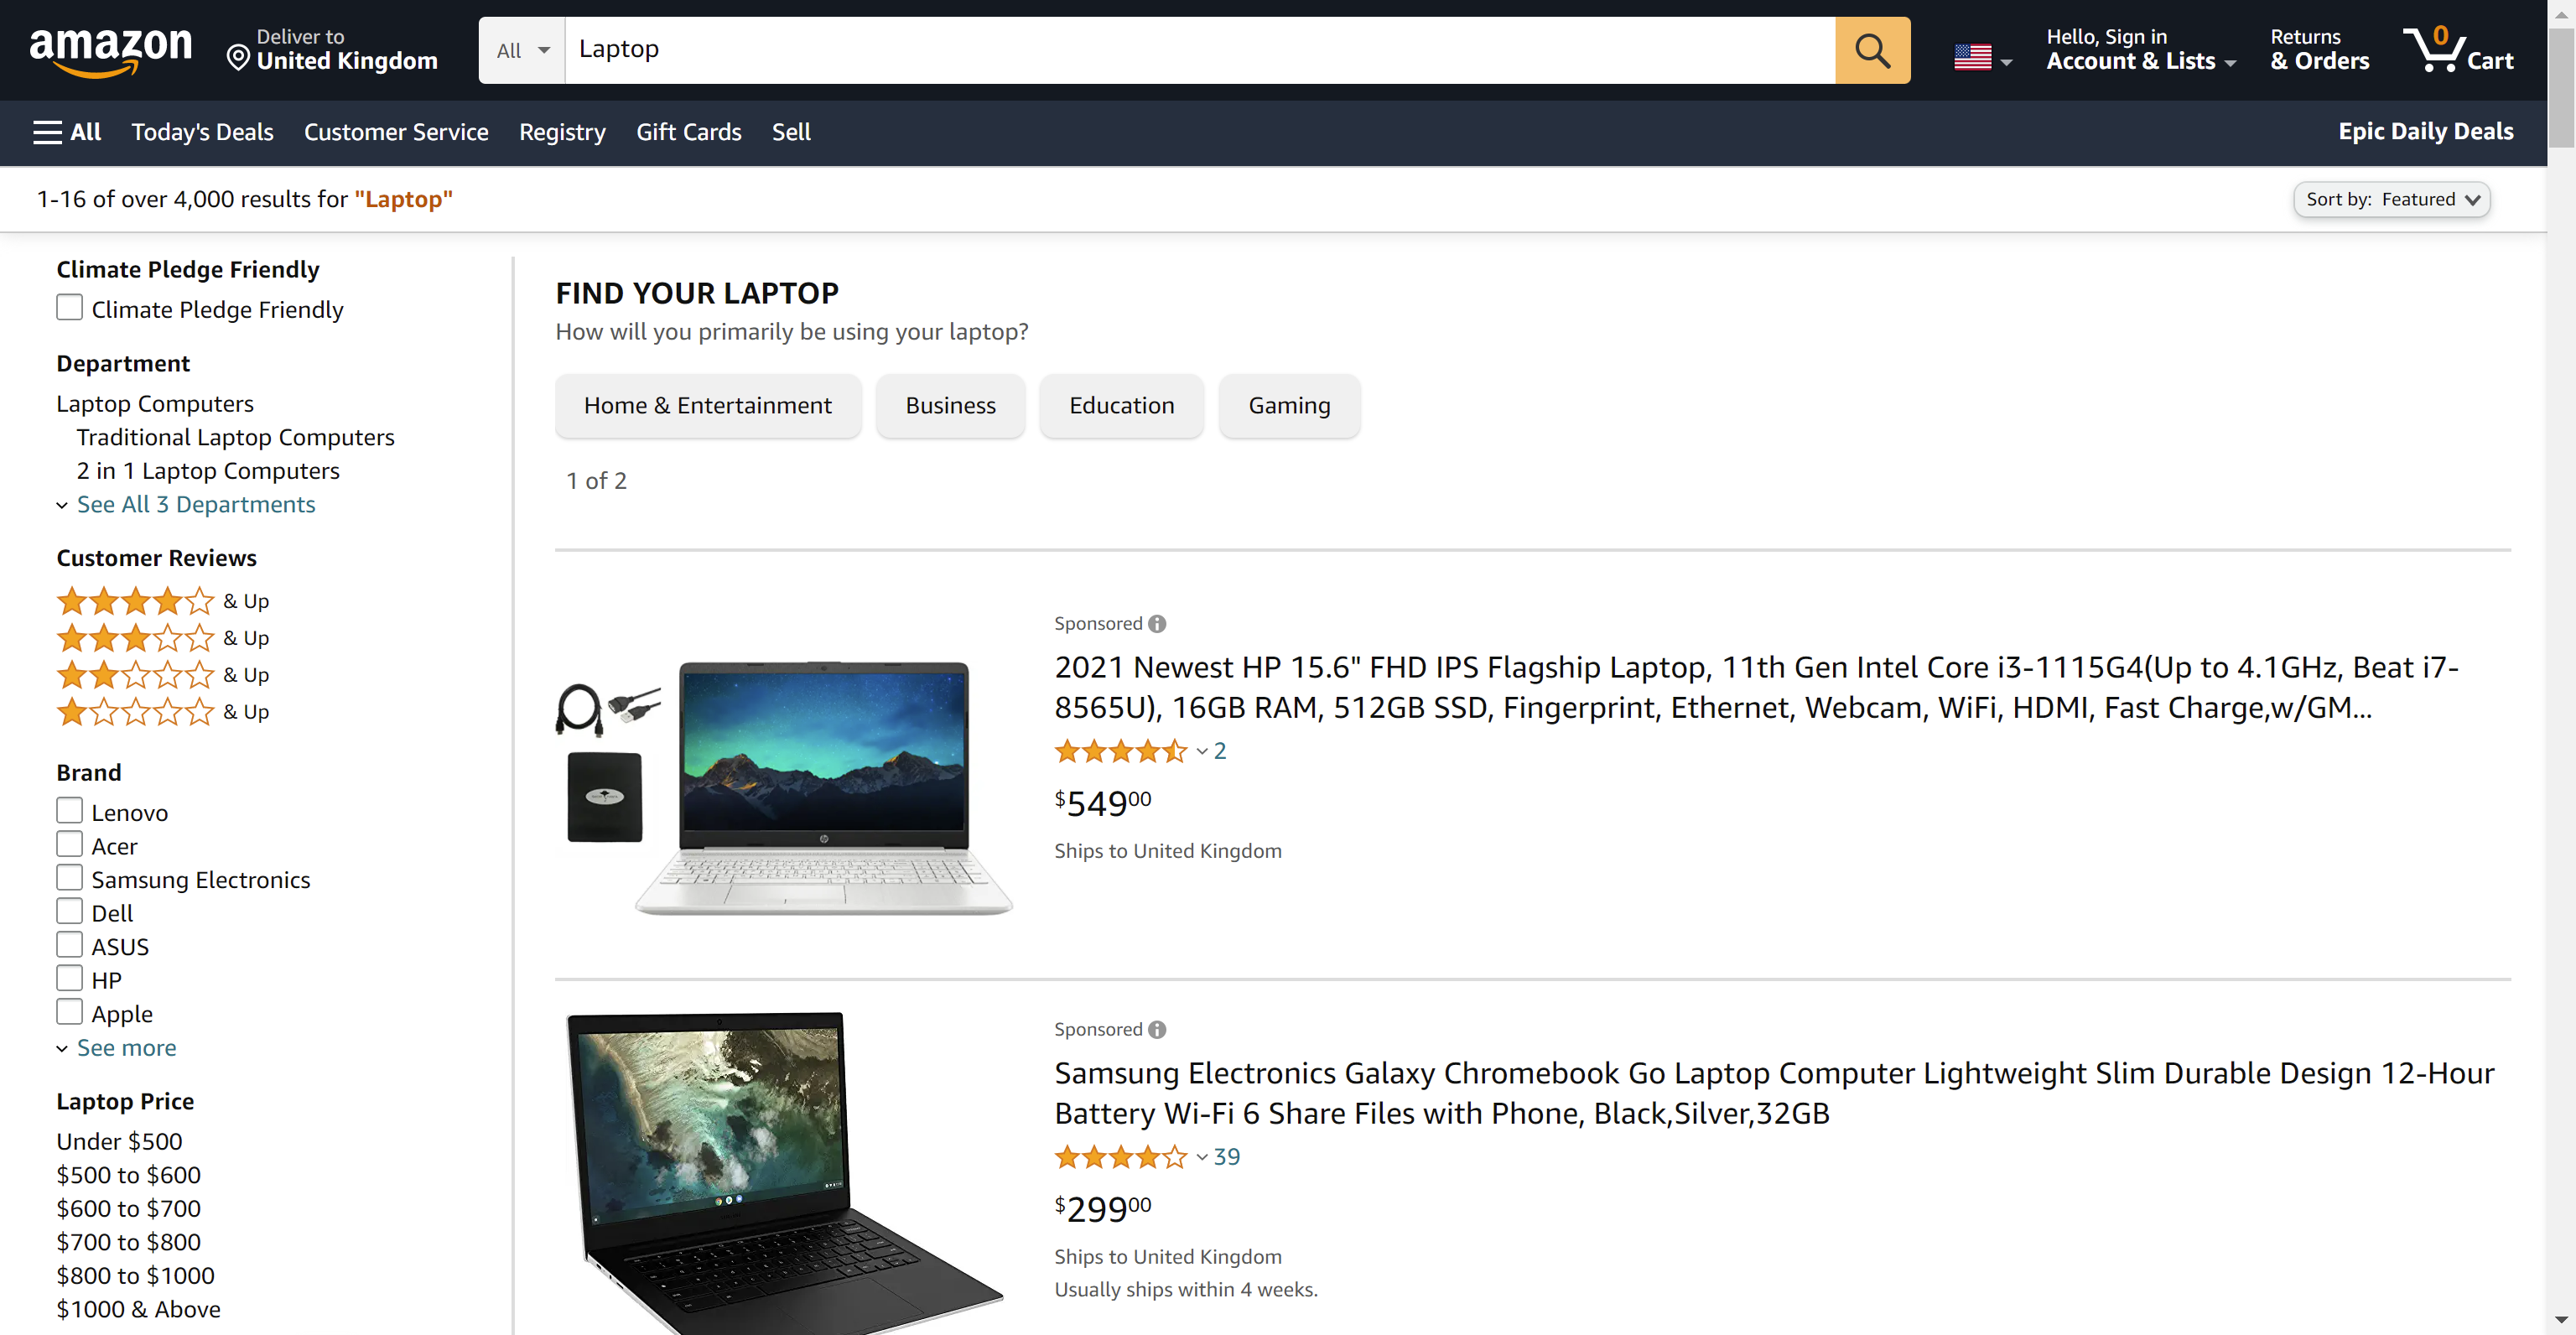 amazon
Deliver to
United Kingdom
All
Laptop
Hello, Sign in
Account & Lists
Returns
& Orders
0
Cart
All
Today's Deals
Customer Service
Registry
Gift Cards
Sell
Epic Daily Deals
1-16 of over 4,000 results for "Laptop"
Sort by: Featured
Climate Pledge Friendly
Climate Pledge Friendly
Department
Laptop Computers
Traditional Laptop Computers
2 in 1 Laptop Computers
See All 3 Departments
Customer Reviews
& Up
& Up
& Up
& Up
Brand
Lenovo
Acer
Samsung Electronics
Dell
ASUS
HP
Apple
See more
Laptop Price
Under $500
$500 to $600
$600 to $700
$700 to $800
$800 to $1000
$1000 & Above
FIND YOUR LAPTOP
How will you primarily be using your laptop?
Home & Entertainment
Business
Education
Gaming
1 of 2
Sponsored
2021 Newest HP 15.6" FHD IPS Flagship Laptop, 11th Gen Intel Core i3-1115G4(Up to 4.1GHz, Beat i7-
8565U), 16GB RAM, 512GB SSD, Fingerprint, Ethernet, Webcam, WiFi, HDMI, Fast Charge,w/GM...
2
$54900
Ships to United Kingdom
Sponsored
Samsung Electronics Galaxy Chromebook Go Laptop Computer Lightweight Slim Durable Design 12-Hour
Battery Wi-Fi 6 Share Files with Phone, Black,Silver,32GB
39
$29900
Ships to United Kingdom
Usually ships within 4 weeks.